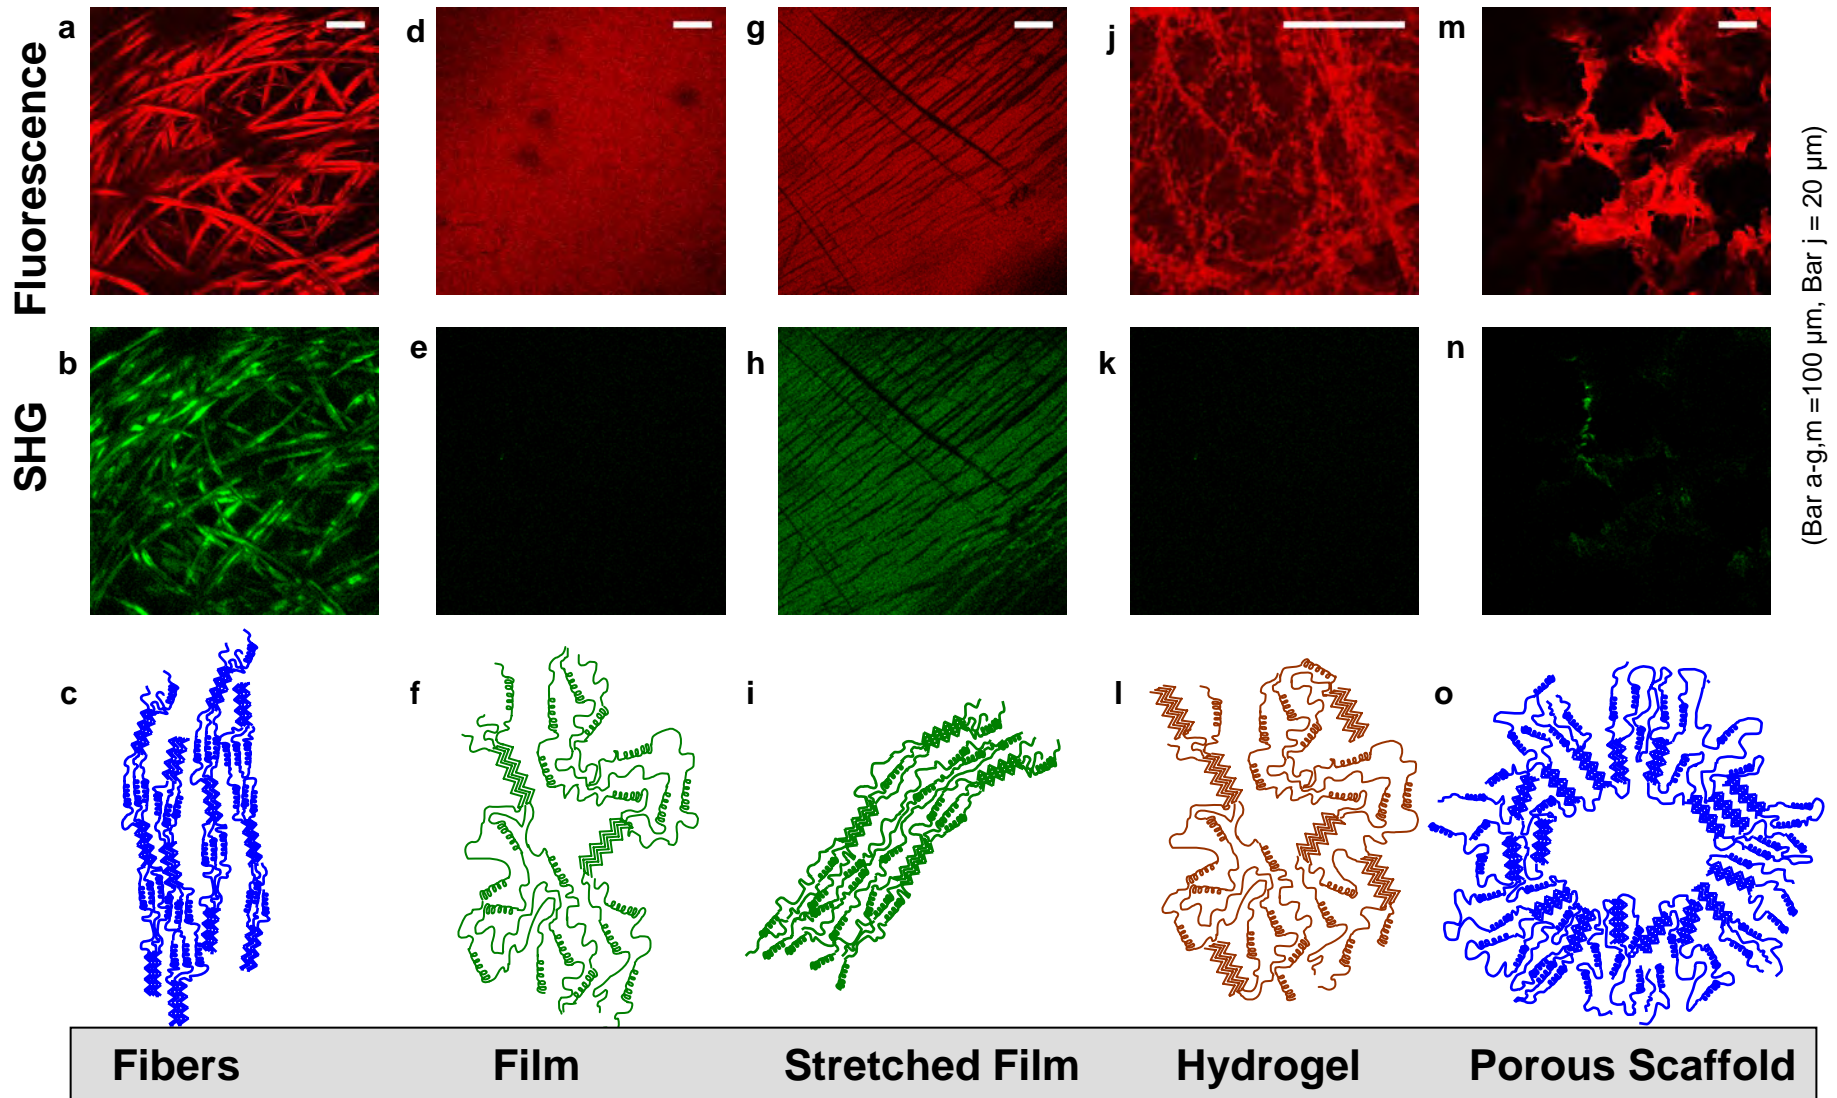 Fluorescence
a
d
g
j
m
SHG
b
e
h
k
n
(Bar a-g,m =100 µm, Bar j = 20 µm)
c
f
i
l
o
Fibers
Film
Stretched Film
Hydrogel
Porous Scaffold